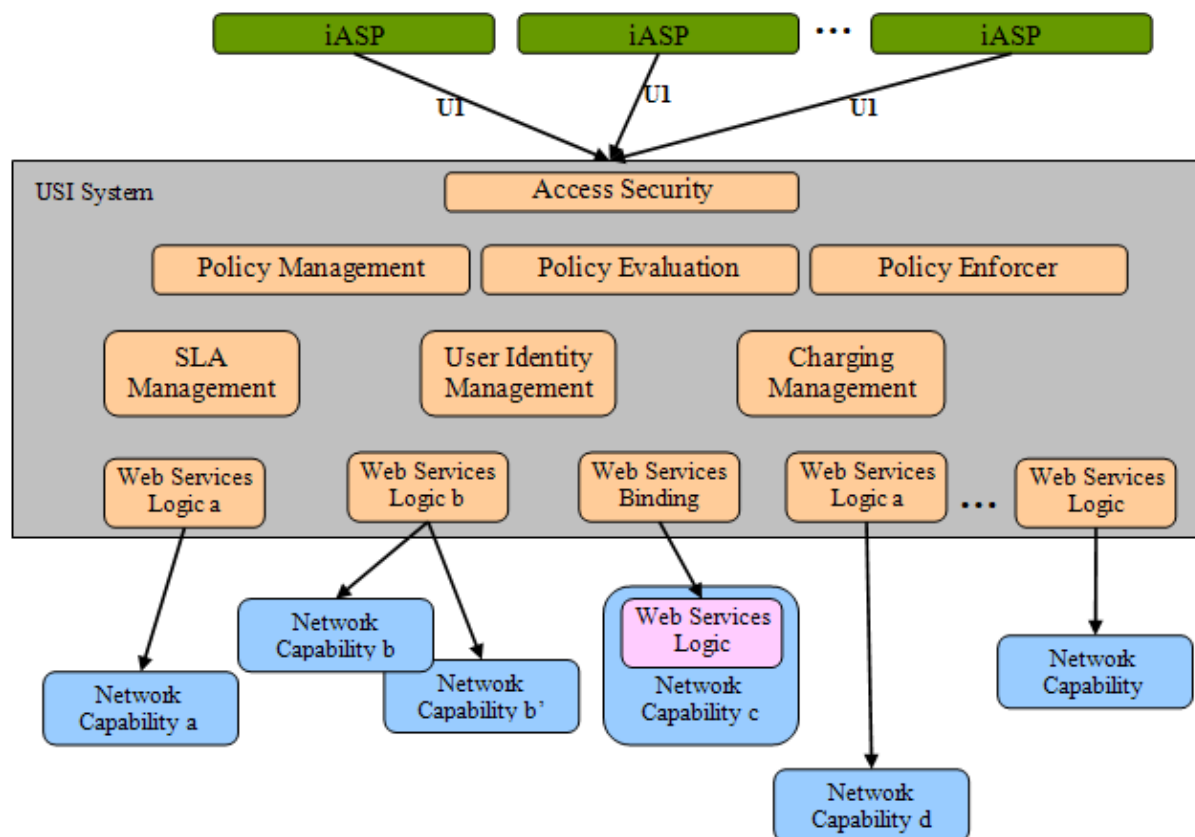 iASP
iASP
...
iASP
U1
U1
U1
USI System
Access Security
Policy Management
Policy Evaluation
Policy Enforcer
SLA
Management
User Identity
Management
Charging
Management
Web Services
Logic a
Web Services
Logic b
Web Services
Binding
Web Services
Logic a
...
Web Services
Logic
Network
Capability b
Web Services
Logic
Network
Capability c
Network
Capability
Network
Capability a
Network
Capability b’
Network
Capability d